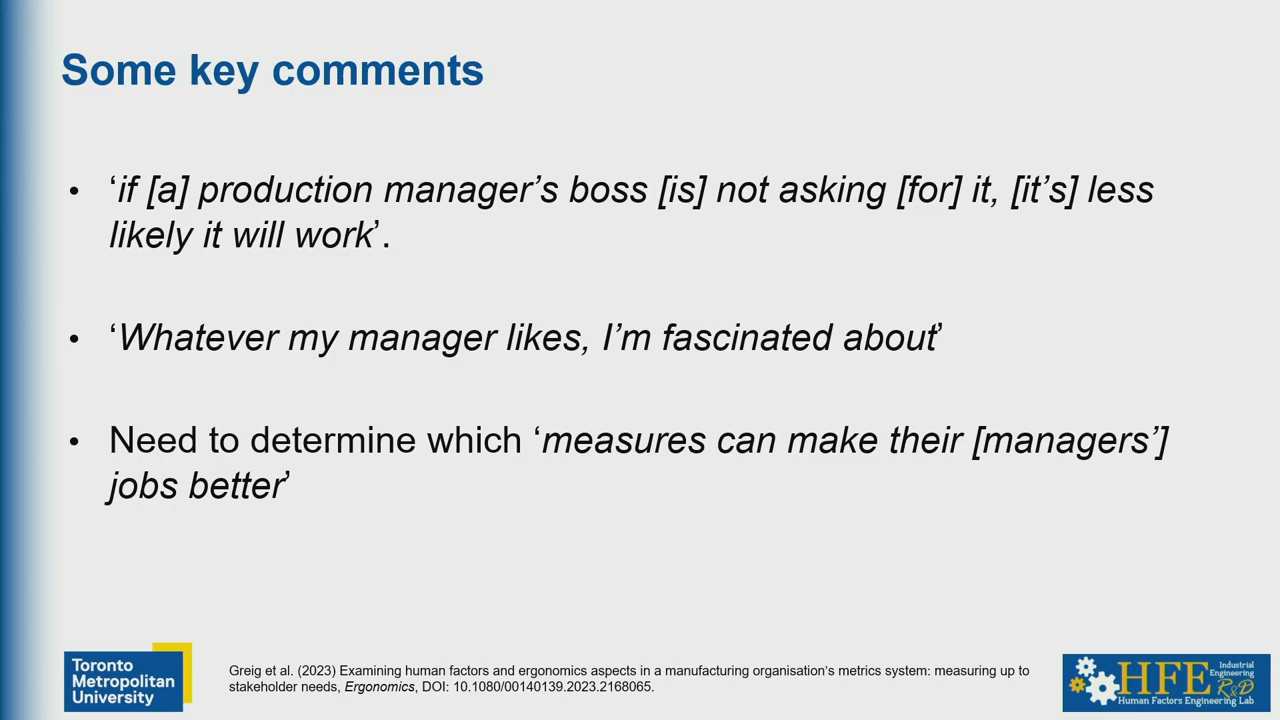 Some key comments
• ‘if [a] production manager’s boss [is] not asking [for] it, [it’s] less
likely it will work’.
• ‘Whatever my manager likes, I’m fascinated about’
• Need to determine which ‘measures can make their [managers’]
jobs better’
Toronto
Metropolitan
University
Greig et al. (2023) Examining human factors and ergonomics aspects in a manufacturing organisation’s metrics system: measuring up to
stakeholder needs, Ergonomics, DOI: 10.1080/00140139.2023.2168065.
HFE
Industrial
Engineering
R&D
Human Factors Engineering Lab